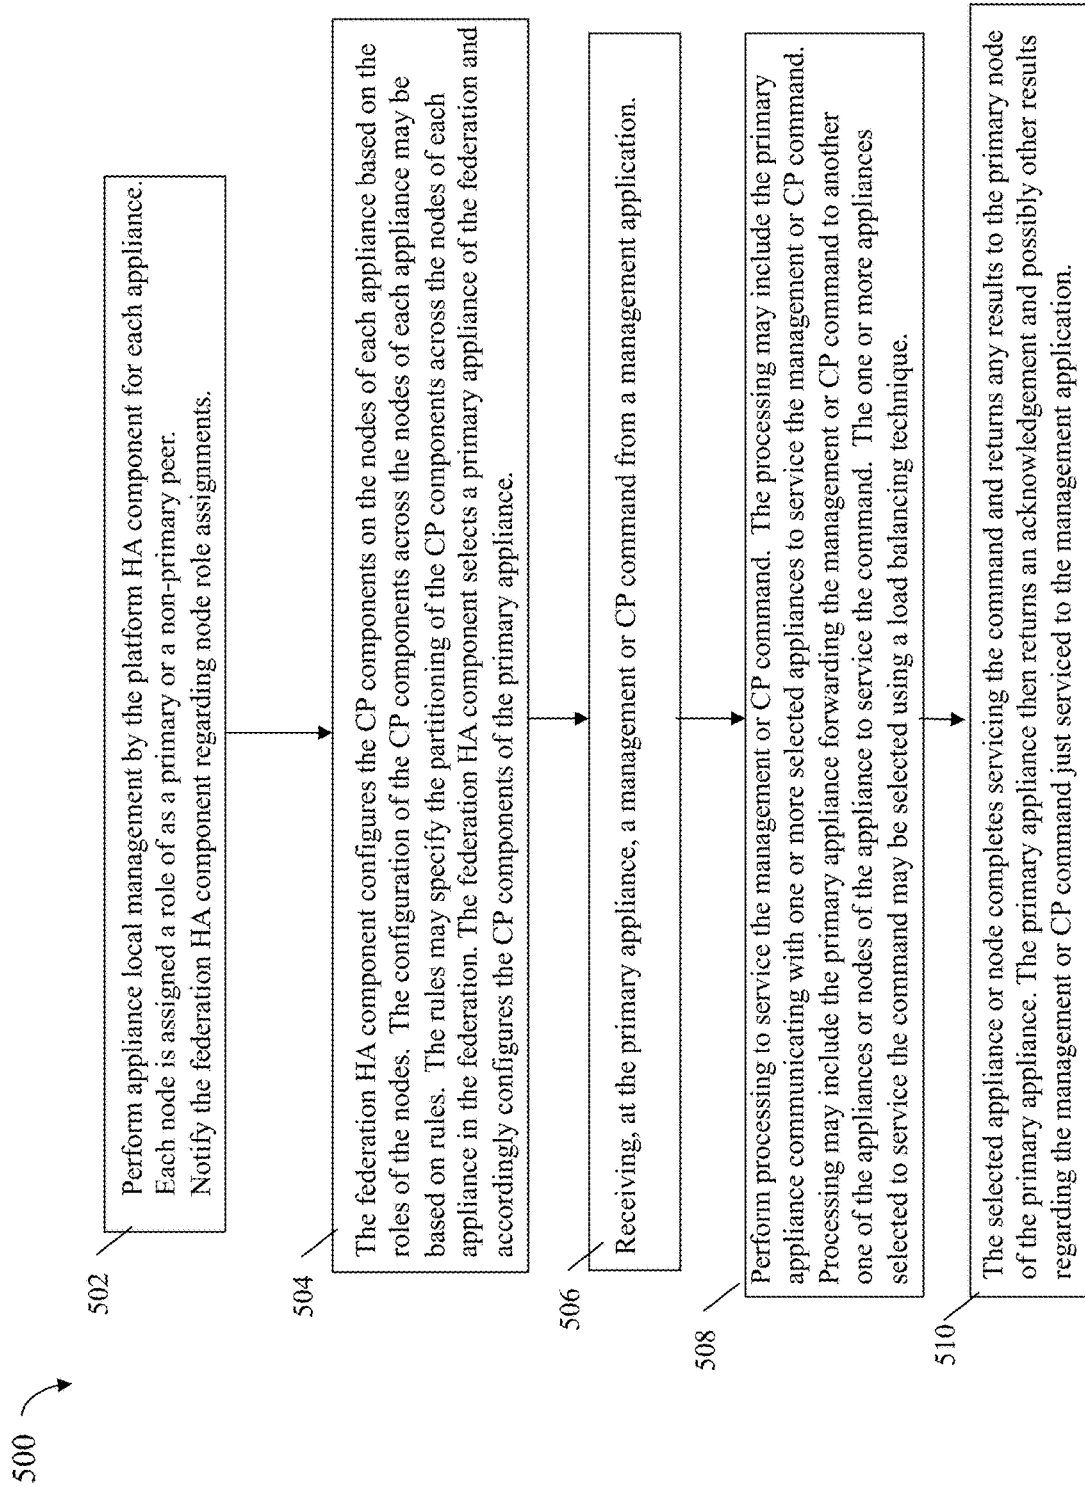 500
502
Perform appliance local management by the platform HA component for each appliance.
Each node is assigned a role of as a primary or a non-primary peer.
Notify the federation HA component regarding node role assignments.
504
The federation HA component configures the CP components on the nodes of each appliance based on the
roles of the nodes. The configuration of the CP components across the nodes of each appliance may be
based on rules. The rules may specify the partitioning of the CP components across the nodes of each
appliance in the federation. The federation HA component selects a primary appliance of the federation and
accordingly configures the CP components of the primary appliance.
506
Receiving, at the primary appliance, a management or CP command from a management application.
508
Perform processing to service the management or CP command. The processing may include the primary
appliance communicating with one or more selected appliances to service the management or CP command.
Processing may include the primary appliance forwarding the management or CP command to another
one of the appliances or nodes of the appliance to service the command. The one or more appliances
selected to service the command may be selected using a load balancing technique.
510
The selected appliance or node completes servicing the command and returns any results to the primary node
of the primary appliance. The primary appliance then returns an acknowledgement and possibly other results
regarding the management or CP command just serviced to the management application.